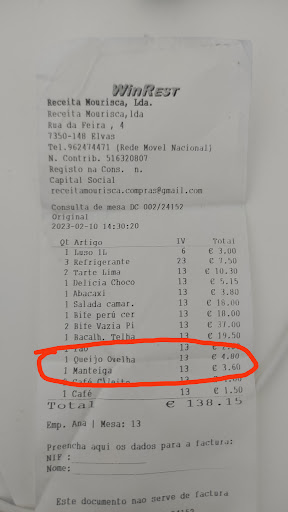 WinREST
Receita Mourisca, Lda.
Receita Mourisca,lda
Rua da Feira , 4
7350-148 Elvas
Tel.962474471 (Rede Movel Nacional)
N. Contrib. 516320807
Registo na Cons. n.
Capital Social
receitamourisca.compras@gmail.com
Consulta de mesa DC 002/24152
Original
2023-02-10 14:30:20
Qt Artigo IV Total
1 Luso 1L 6 € 3.00
3 Refrigerante 23 € 7.50
2 Tarte Lima 13 € 10.30
1 Delicia Choco 13 € 5.15
1 Abacaxi 13 € 3.80
1 Salada camar. 13 € 16.00
1 Bife perú cer 13 € 18.00
2 Bife Vazia Pi 13 € 37.00
1 Bacalh. Telha 13 € 19.50
1 Pão 13 €
1 Queijo Ovelha 13 € 4.80
1 Manteiga 13 € 3.60
13 €
1 Café 13 € 1.50
Total € 138.15
Emp. Ana | Mesa: 13
Preencha aqui os dados para a factura:
NIF :
Nome:
Este documento nao serve de factura